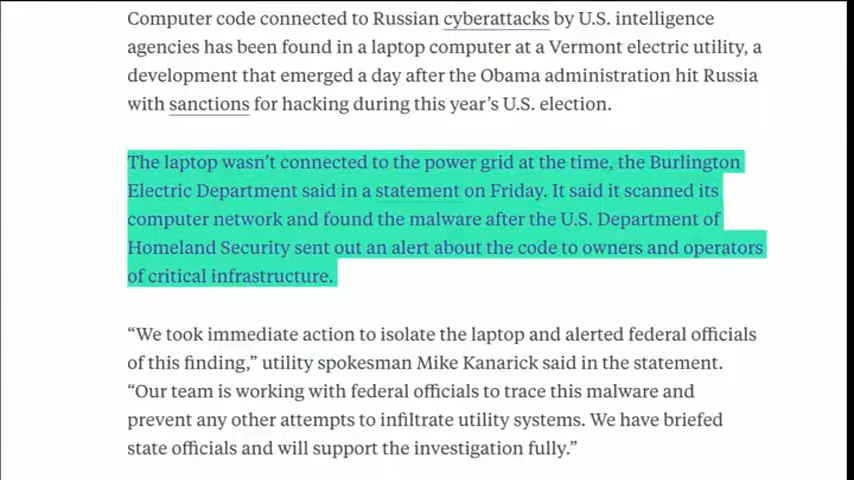 Computer code connected to Russian cyberattacks by U.S. intelligence
agencies has been found in a laptop computer at a Vermont electric utility, a
development that emerged a day after the Obama administration hit Russia
with sanctions for hacking during this year’s U.S. election.
The laptop wasn’t connected to the power grid at the time, the Burlington
Electric Department said in a statement on Friday. It said it scanned its
computer network and found the malware after the U.S. Department of
Homeland Security sent out an alert about the code to owners and operators
of critical infrastructure.
“We took immediate action to isolate the laptop and alerted federal officials
of this finding,” utility spokesman Mike Kanarick said in the statement.
“Our team is working with federal officials to trace this malware and
prevent any other attempts to infiltrate utility systems. We have briefed
state officials and will support the investigation fully.”